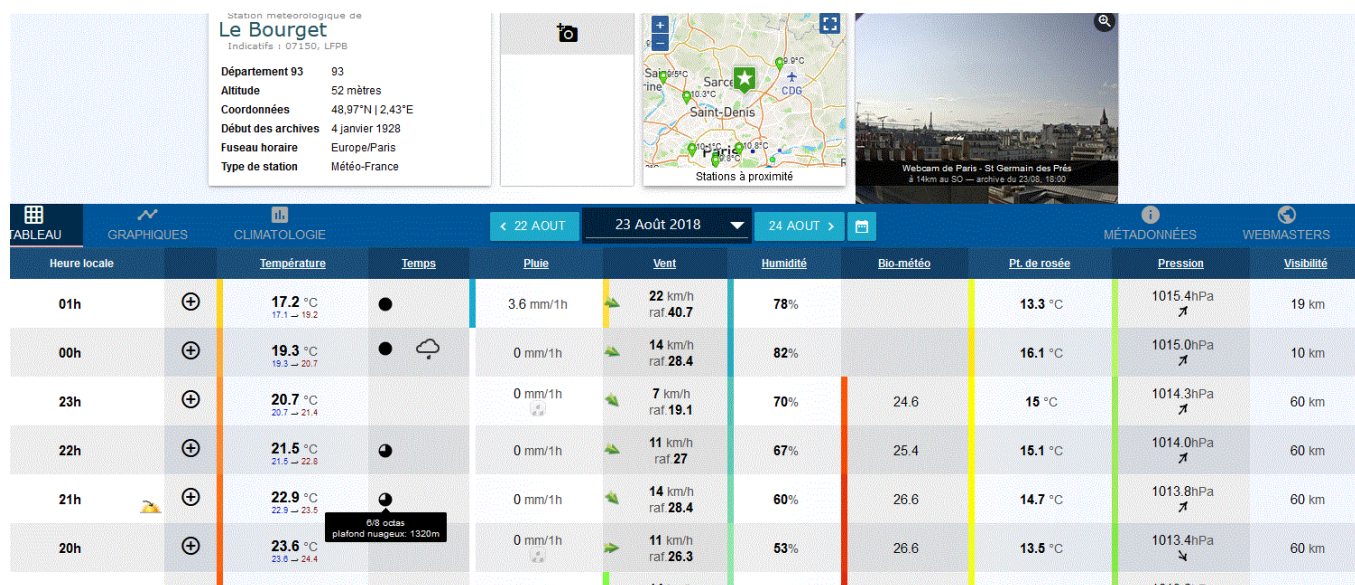 Station météorologique de
Le Bourget
Indicatifs : 07150, LFPB
Département 93 93
Altitude 52 mètres
Coordonnées 48,97°N | 2,43°E
Début des archives 4 janvier 1928
Fuseau horaire Europe/Paris
Type de station Météo-France
+
−
9.9°C
Sarce
CDG
10.3°C
Saint-Denis
Paris
10.8°C
Stations à proximité
Webcam de Paris - St Germain des Prés
à 14km au SO — archive du 23/08, 18:00
TABLEAU GRAPHIQUES CLIMATOLOGIE < 22 AOUT 23 Août 2018 24 AOUT > MÉTADONNÉES WEBMASTERS
Heure locale Température Temps Pluie Vent Humidité Bio-météo Pt. de rosée Pression Visibilité
01h 17.2 °C 3.6 mm/1h 22 km/h 78% 13.3 °C 1015.4hPa 19 km
17.1 → 19.2 raf.40.7
00h 19.3 °C 0 mm/1h 14 km/h 82% 16.1 °C 1015.0hPa 10 km
19.3 → 20.7 raf.28.4
23h 20.7 °C 0 mm/1h 7 km/h 70% 24.6 15 °C 1014.3hPa 60 km
20.7 → 21.4 raf.19.1
22h 21.5 °C 0 mm/1h 11 km/h 67% 25.4 15.1 °C 1014.0hPa 60 km
21.5 → 22.8 raf.27
21h 22.9 °C 0 mm/1h 14 km/h 60% 26.6 14.7 °C 1013.8hPa 60 km
22.9 → 23.5 raf.28.4
6/8 octas
plafond nuageux: 1320m
20h 23.6 °C 0 mm/1h 11 km/h 53% 26.6 13.5 °C 1013.4hPa 60 km
23.6 → 24.4 raf.26.3